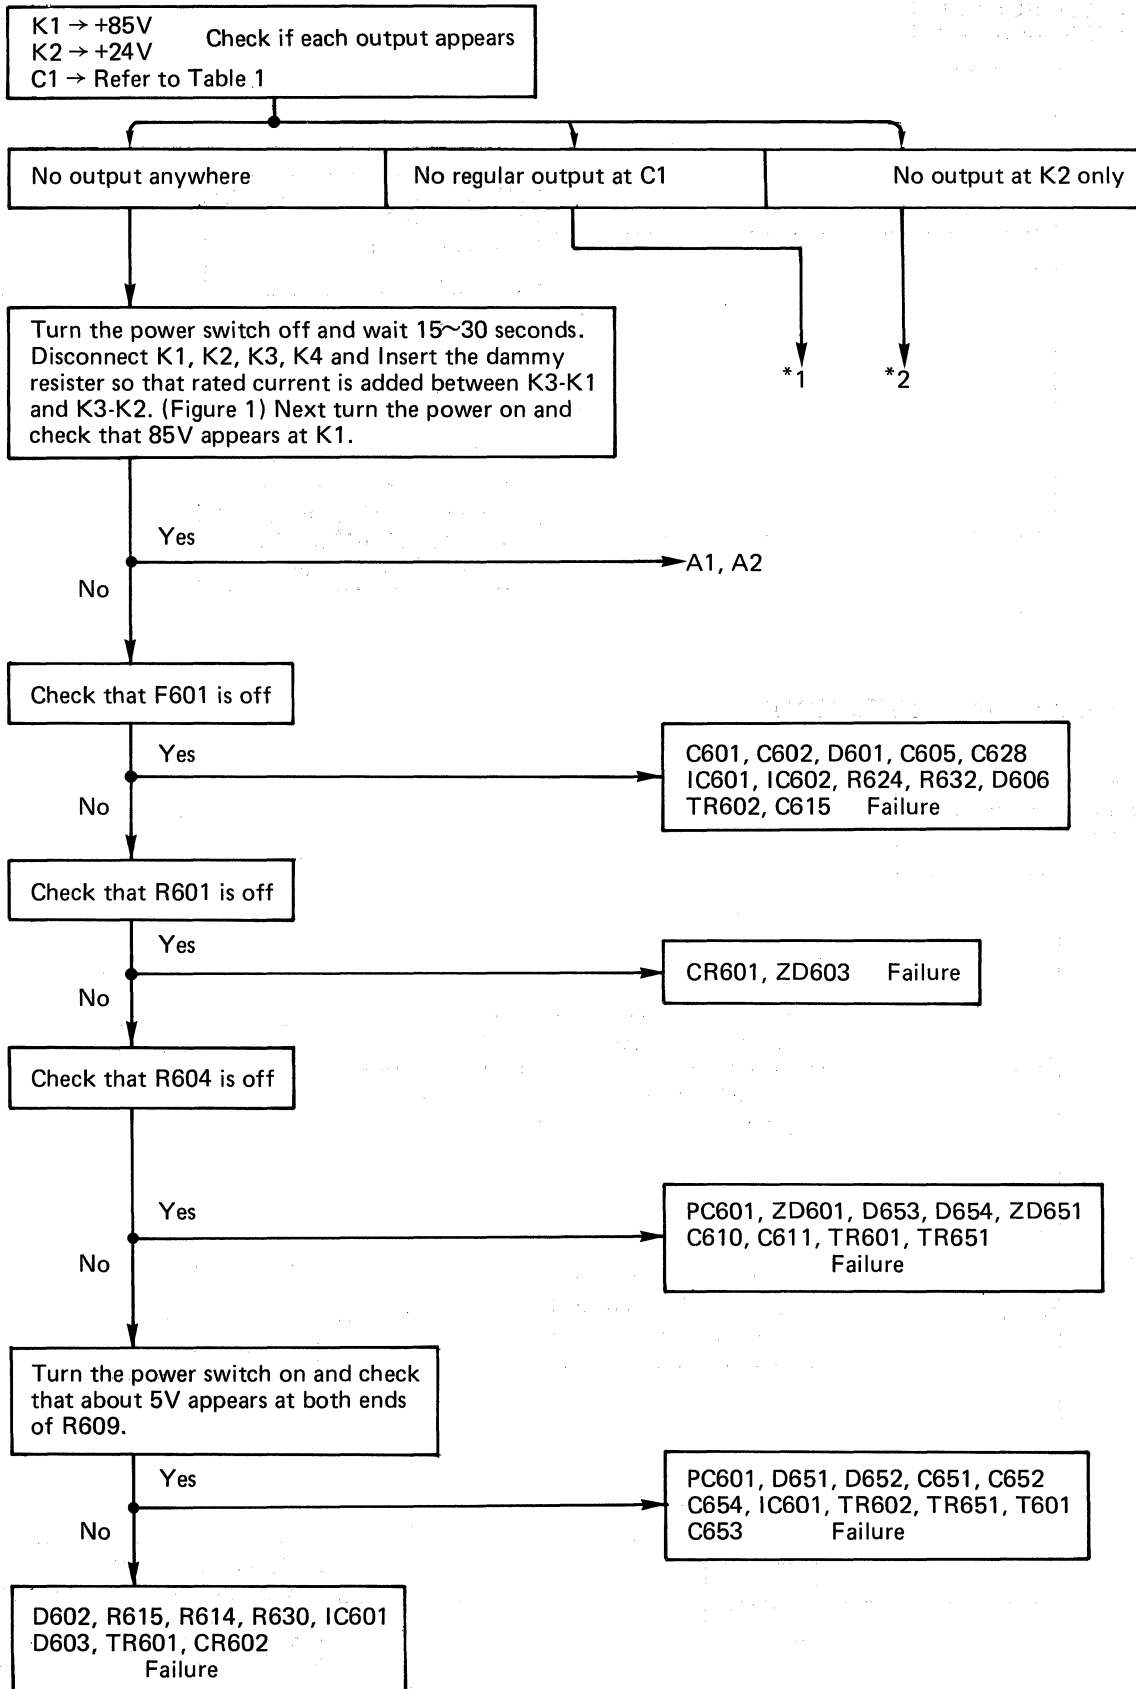 K1 → +85V
K2 → +24V
Check if each output appears
C1 → Refer to Table 1
No output anywhere
No regular output at C1
No output at K2 only
Turn the power switch off and wait 15~30 seconds.
Disconnect K1, K2, K3, K4 and Insert the dammy
resister so that rated current is added between K3-K1
and K3-K2. (Figure 1) Next turn the power on and
check that 85V appears at K1.
*1
*2
Yes
A1, A2
No
Check that F601 is off
Yes
C601, C602, D601, C605, C628
IC601, IC602, R624, R632, D606
TR602, C615 Failure
No
Check that R601 is off
Yes
CR601, ZD603 Failure
No
Check that R604 is off
Yes
PC601, ZD601, D653, D654, ZD651
C610, C611, TR601, TR651
Failure
No
Turn the power switch on and check
that about 5V appears at both ends
of R609.
Yes
PC601, D651, D652, C651, C652
C654, IC601, TR602, TR651, T601
C653 Failure
No
D602, R615, R614, R630, IC601
D603, TR601, CR602
Failure